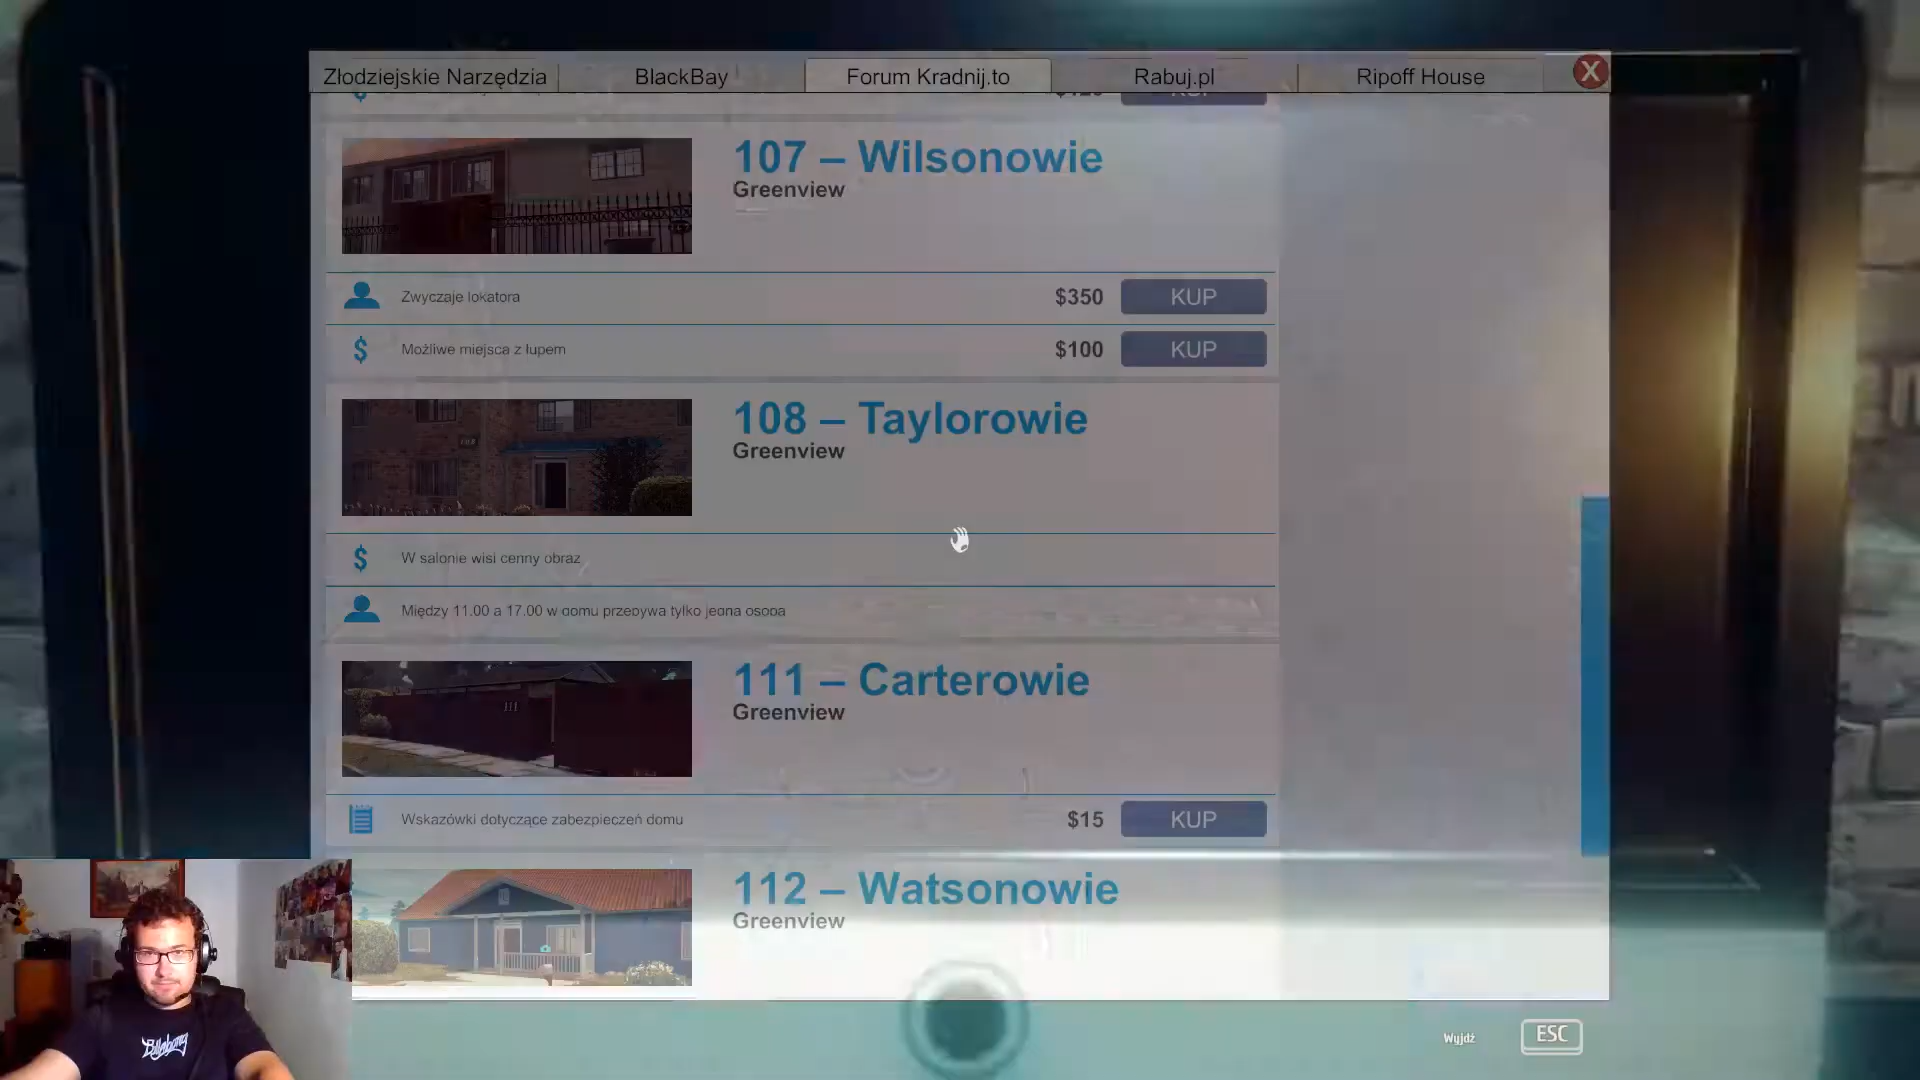 Złodziejskie Narzędzia
BlackBay
Forum Kradnij.to
Rabuj.pl
Ripoff House
X
107 – Wilsonowie
Greenview
Zwyczaje lokatora
$350
KUP
Możliwe miejsca z łupem
$100
KUP
108 – Taylorowie
Greenview
W salonie wisi cenny obraz
Między 11.00 a 17.00 w domu przebywa tylko jedna osoba
111 – Carterowie
Greenview
111
Wskazówki dotyczące zabezpieczeń domu
$15
KUP
112 – Watsonowie
Greenview
Billabong
Wyjdź
ESC